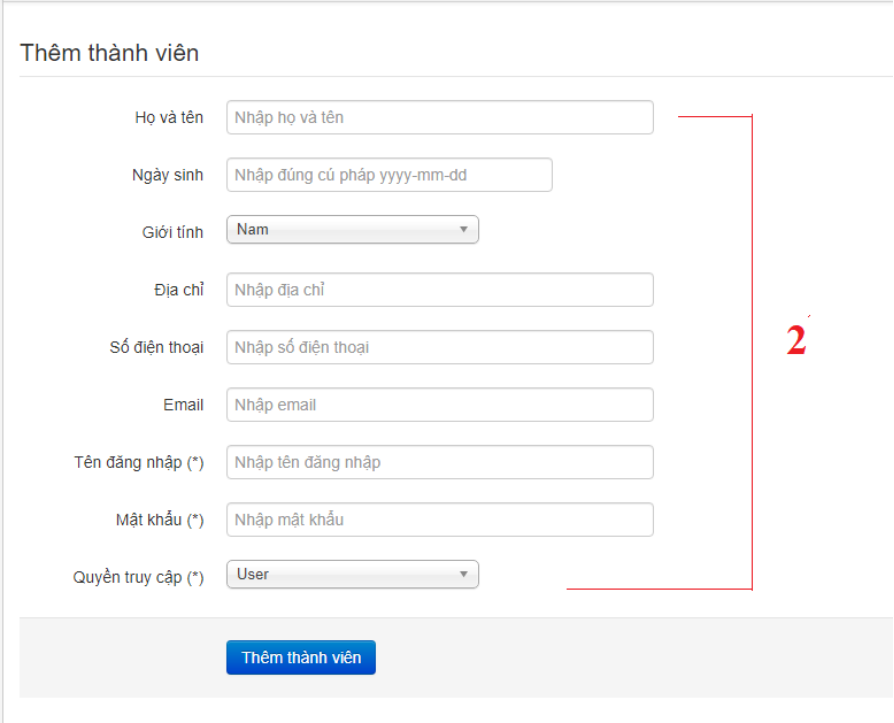 Thêm thành viên
Họ và tên Nhập họ và tên
Ngày sinh Nhập đúng cú pháp yyyy-mm-dd
Giới tính Nam
Địa chỉ Nhập địa chỉ
Số điện thoại Nhập số điện thoại
2
Email Nhập email
Tên đăng nhập (*) Nhập tên đăng nhập
Mật khẩu (*) Nhập mật khẩu
Quyền truy cập (*) User
Thêm thành viên